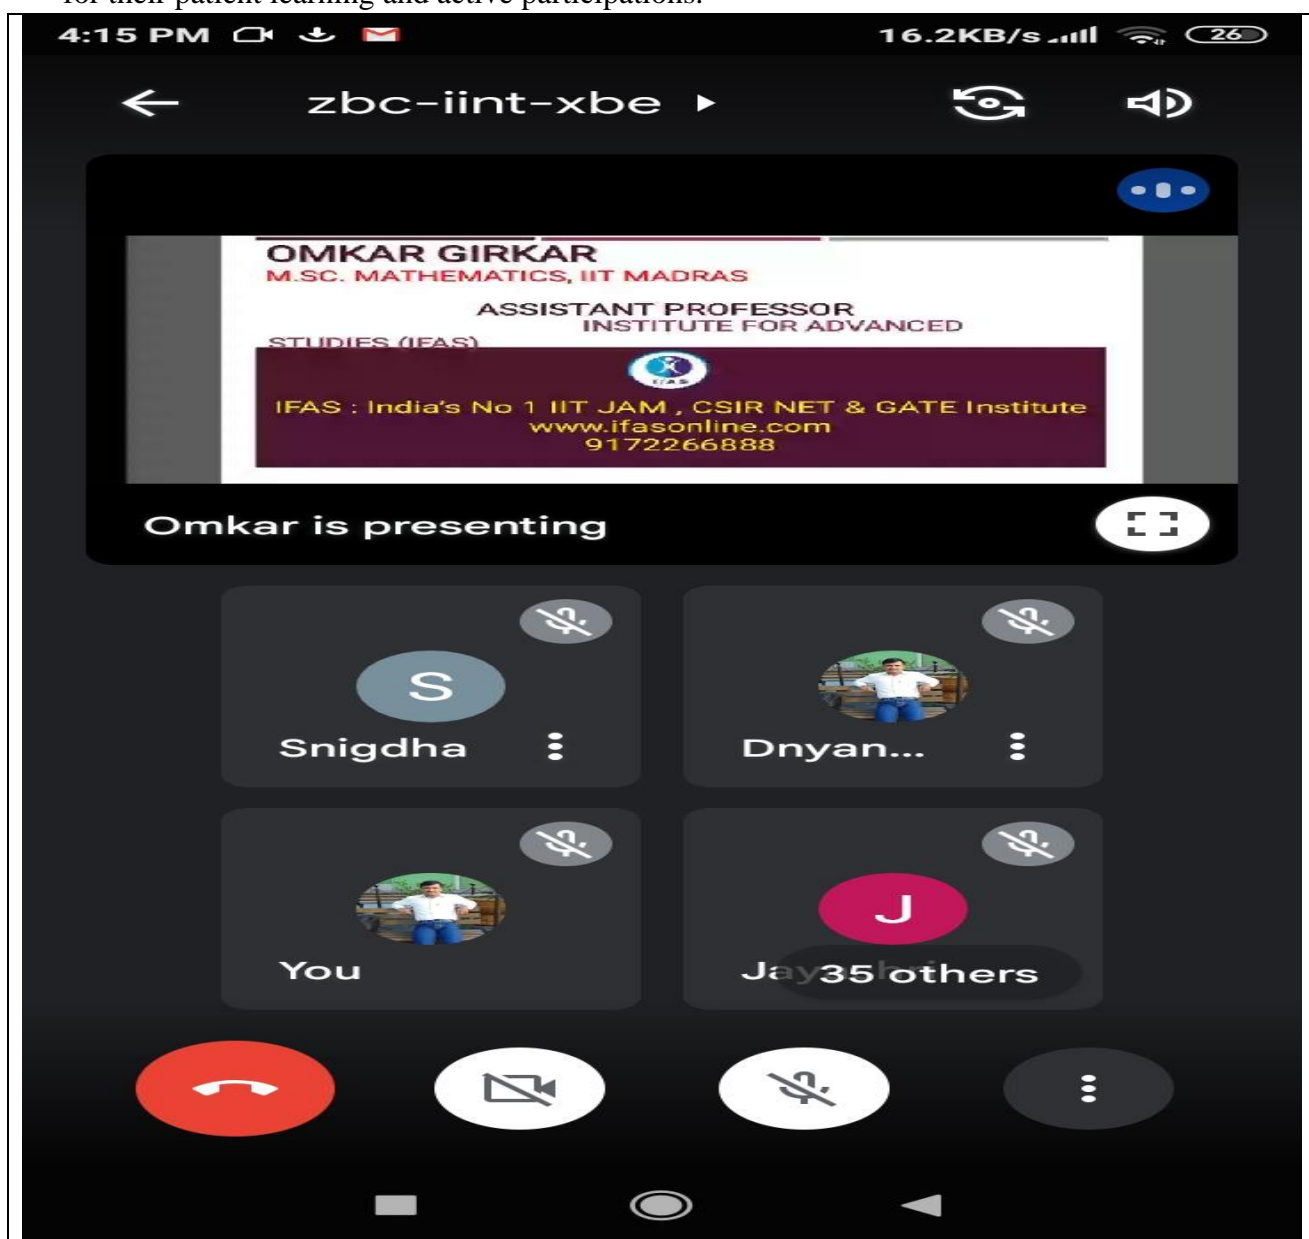 for their patient learning and active participations.
4:15 PM
16.2KB/s
26
zbc-iint-xbe
OMKAR GIRKAR
M.SC. MATHEMATICS, IIT MADRAS
ASSISTANT PROFESSOR
INSTITUTE FOR ADVANCED
STUDIES (IFAS)
IFAS
IFAS : India's No 1 IIT JAM , CSIR NET & GATE Institute
www.ifasonline.com
9172266888
Omkar is presenting
S
Snigdha
Dnyan...
You
J
35 others